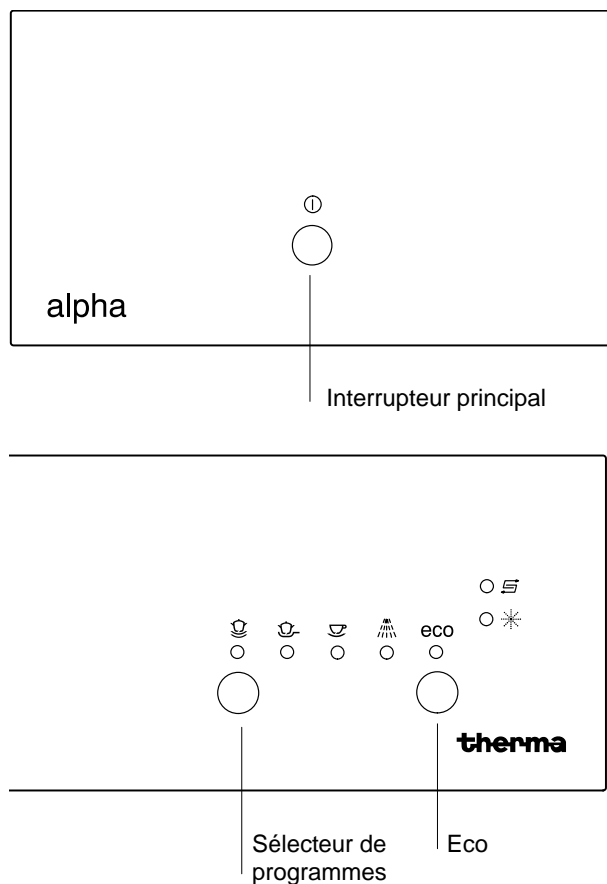 alpha
Interrupteur principal
eco
therma
Sélecteur de
programmes
Eco